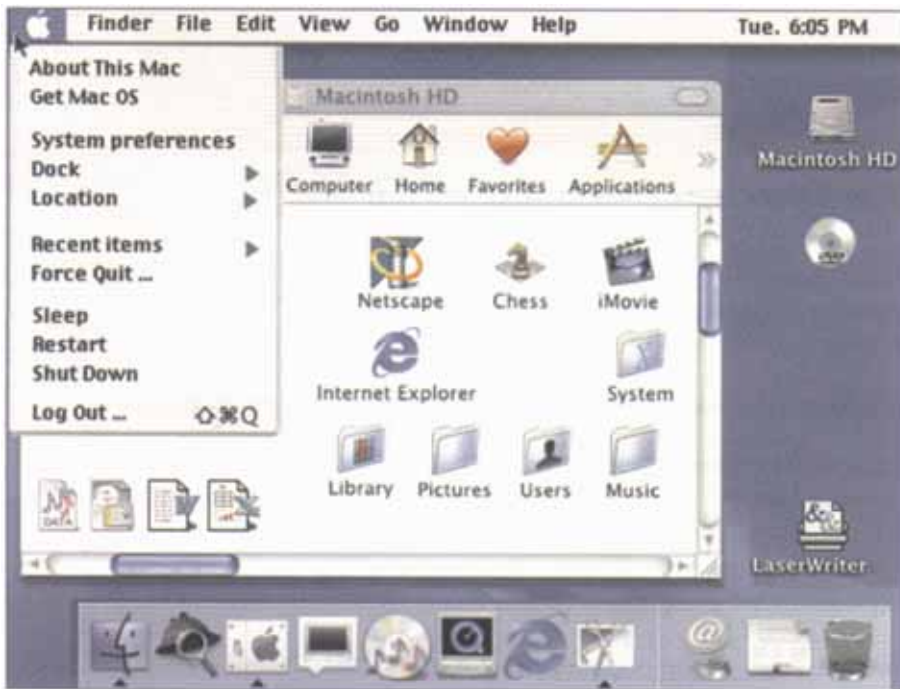 Finder File Edit View Go Window Help Tue. 6:05 PM
About This Mac
Get Mac OS
System preferences
Dock
Location
Recent items
Force Quit ...
Sleep
Restart
Shut Down
Log Out ... ⇧⌘Q
Macintosh HD
Computer Home Favorites Applications
Netscape Chess iMovie
Internet Explorer System
Library Pictures Users Music
DATA
Macintosh HD
DVD
LaserWriter